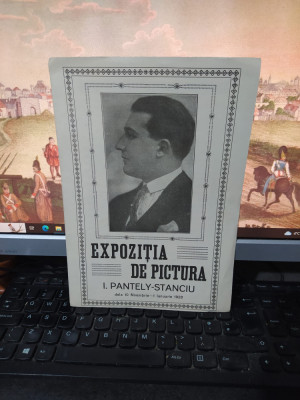 EXPOZIȚIA
DE PICTURA
I. PANTELY-STANCIU